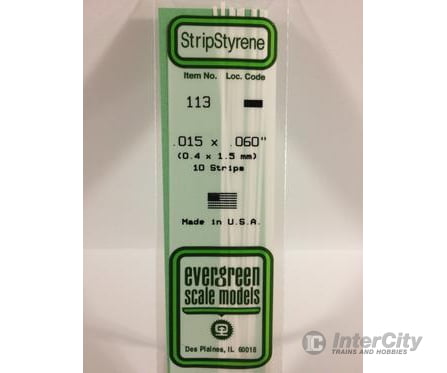 StripStyrene
Item No. Loc. Code
113
.015 x .060"
(0.4 x 1.5 mm)
10 Strips
Made in U.S.A.
evergreen
scale models
Des Plaines, IL 60018
InterCity
TRAINS AND HOBBIES